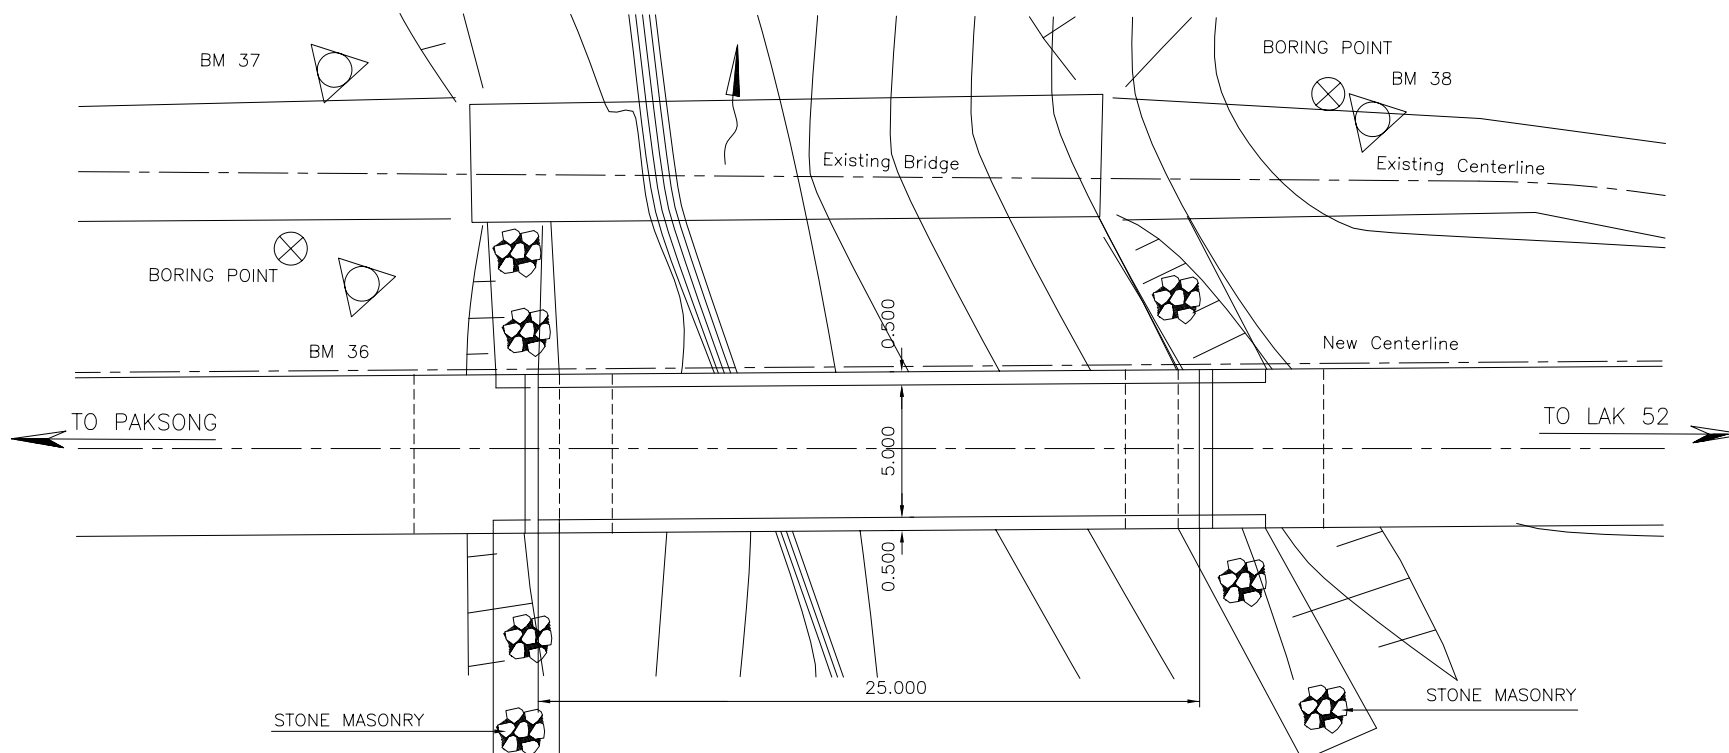 BORING POINT
BM 37
BM 38
Existing Bridge
Existing Centerline
BORING POINT
0.500
New Centerline
BM 36
TO PAKSONG
TO LAK 52
5.000
0.500
25.000
STONE MASONRY
STONE MASONRY